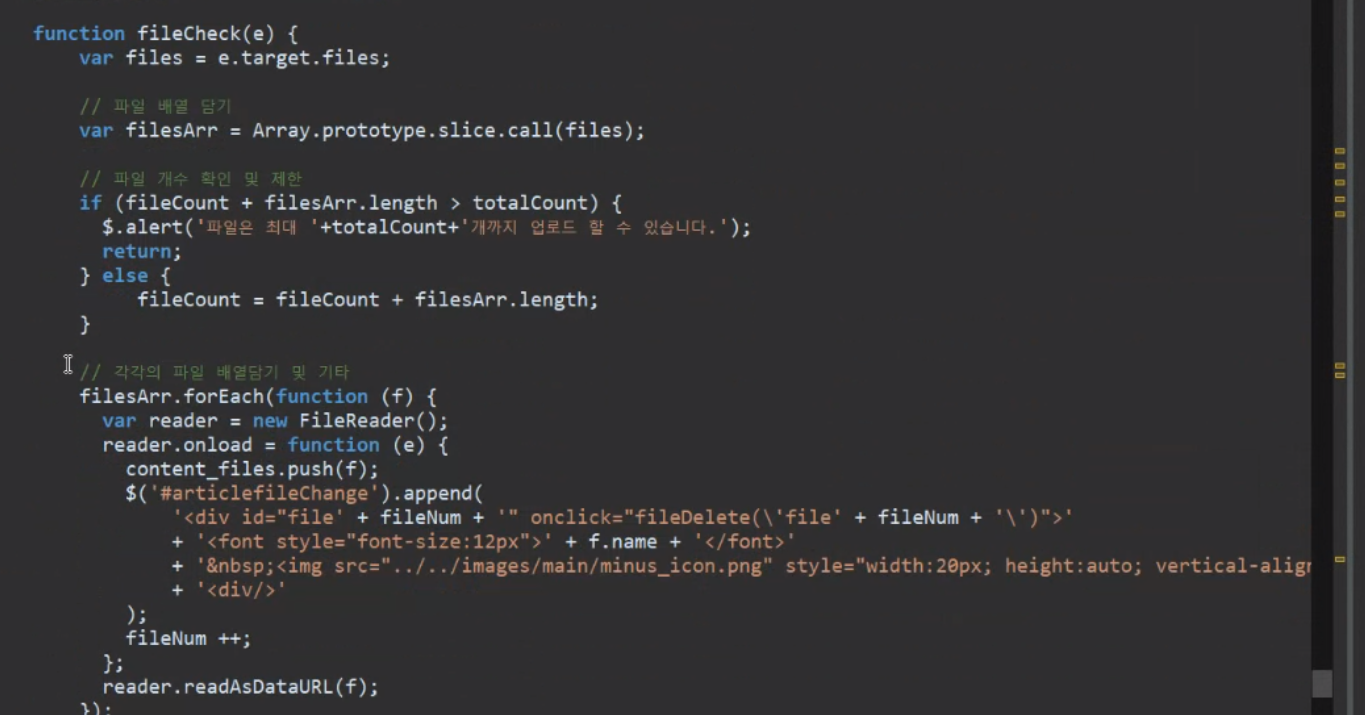 function fileCheck(e) {
var files = e.target.files;
// 파일 배열 담기
var filesArr = Array.prototype.slice.call(files);
// 파일 개수 확인 및 제한
if (fileCount + filesArr.length > totalCount) {
$.alert('파일은 최대 '+totalCount+'개까지 업로드 할 수 있습니다.');
return;
} else {
fileCount = fileCount + filesArr.length;
}
// 각각의 파일 배열담기 및 기타
filesArr.forEach(function (f) {
var reader = new FileReader();
reader.onload = function (e) {
content_files.push(f);
$('#articlefileChange').append(
'<div id="file' + fileNum + '" onclick="fileDelete(\'file' + fileNum + '\')">'
+ '<font style="font-size:12px">' + f.name + '</font>'
+ '&nbsp;<img src="../../images/main/minus_icon.png" style="width:20px; height:auto; vertical-align
+ '<div/>'
);
fileNum ++;
};
reader.readAsDataURL(f);
});